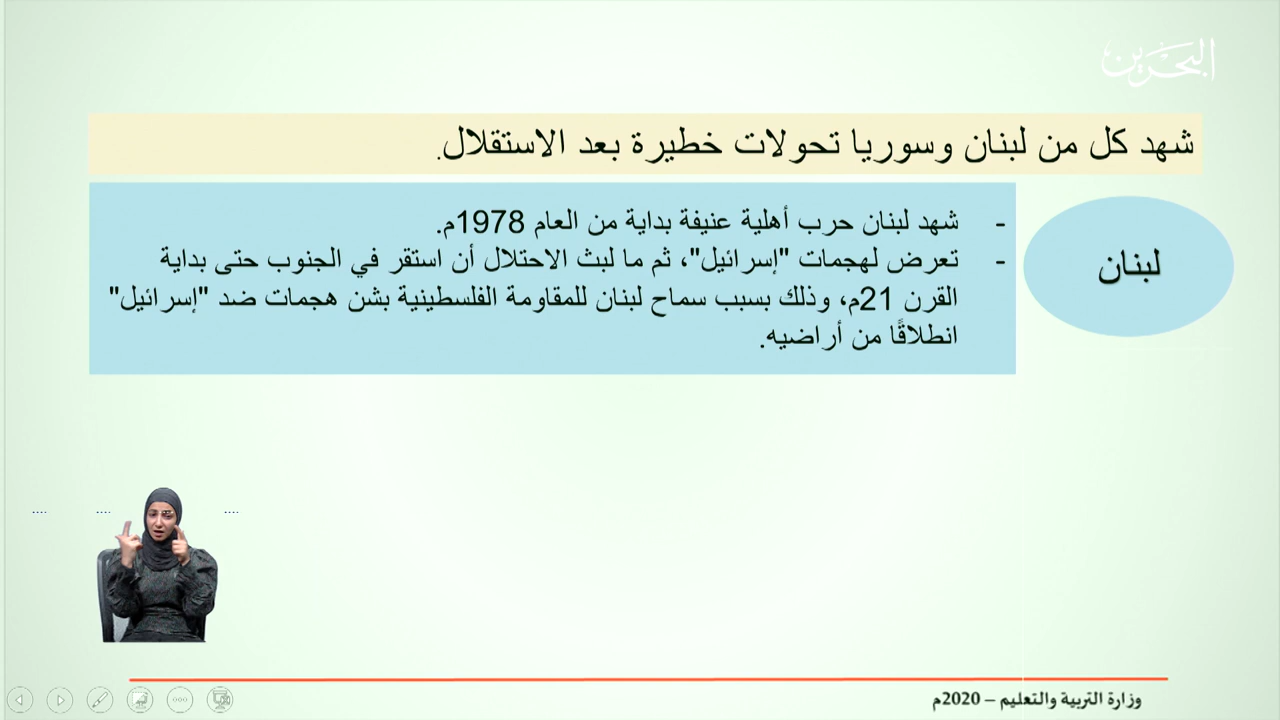 البحرين
شهد كل من لبنان وسوريا تحولات خطيرة بعد الاستقلال.
لبنان
- شهد لبنان حرب أهلية عنيفة بداية من العام 1978م.
- تعرض لهجمات "إسرائيل"، ثم ما لبث الاحتلال أن استقر في الجنوب حتى بداية
القرن 21م، وذلك بسبب سماح لبنان للمقاومة الفلسطينية بشن هجمات ضد "إسرائيل"
انطلاقًا من أراضيه.
وزارة التربية والتعليم – 2020م